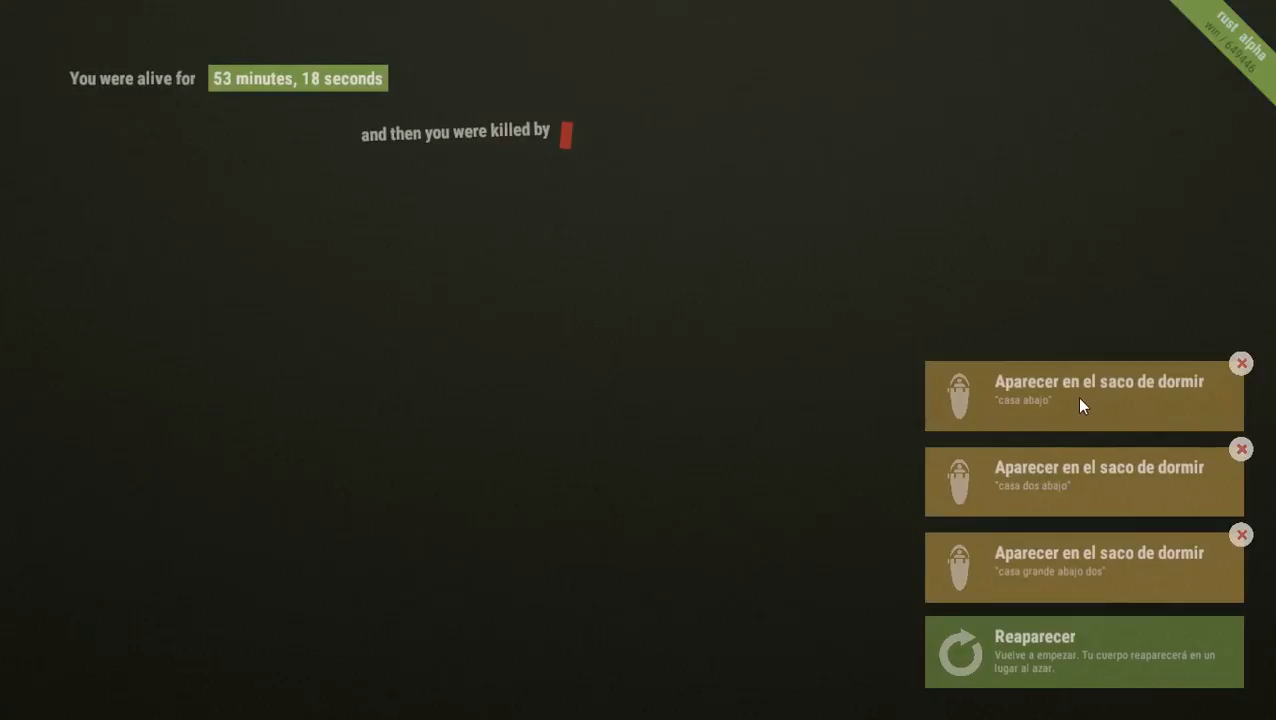 rust alpha
win / 649446
You were alive for 53 minutes, 18 seconds
and then you were killed by
Aparecer en el saco de dormir
"casa abajo"
Aparecer en el saco de dormir
"casa dos abajo"
Aparecer en el saco de dormir
"casa grande abajo dos"
Reaparecer
Vuelve a empezar. Tu cuerpo reaparecerá en un
lugar al azar.